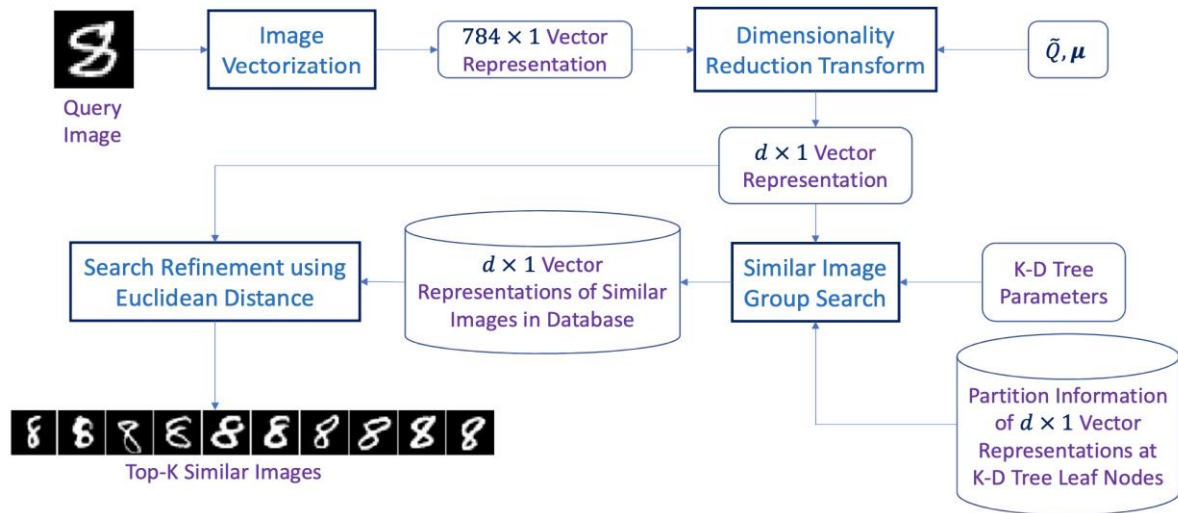 Query
Image
Image
Vectorization
784 × 1 Vector
Representation
Dimensionality
Reduction Transform
Q̃, μ
d × 1 Vector
Representation
Search Refinement using
Euclidean Distance
d × 1 Vector
Representations of Similar
Images in Database
Similar Image
Group Search
K-D Tree
Parameters
Partition Information
of d × 1 Vector
Representations at
K-D Tree Leaf Nodes
Top-K Similar Images